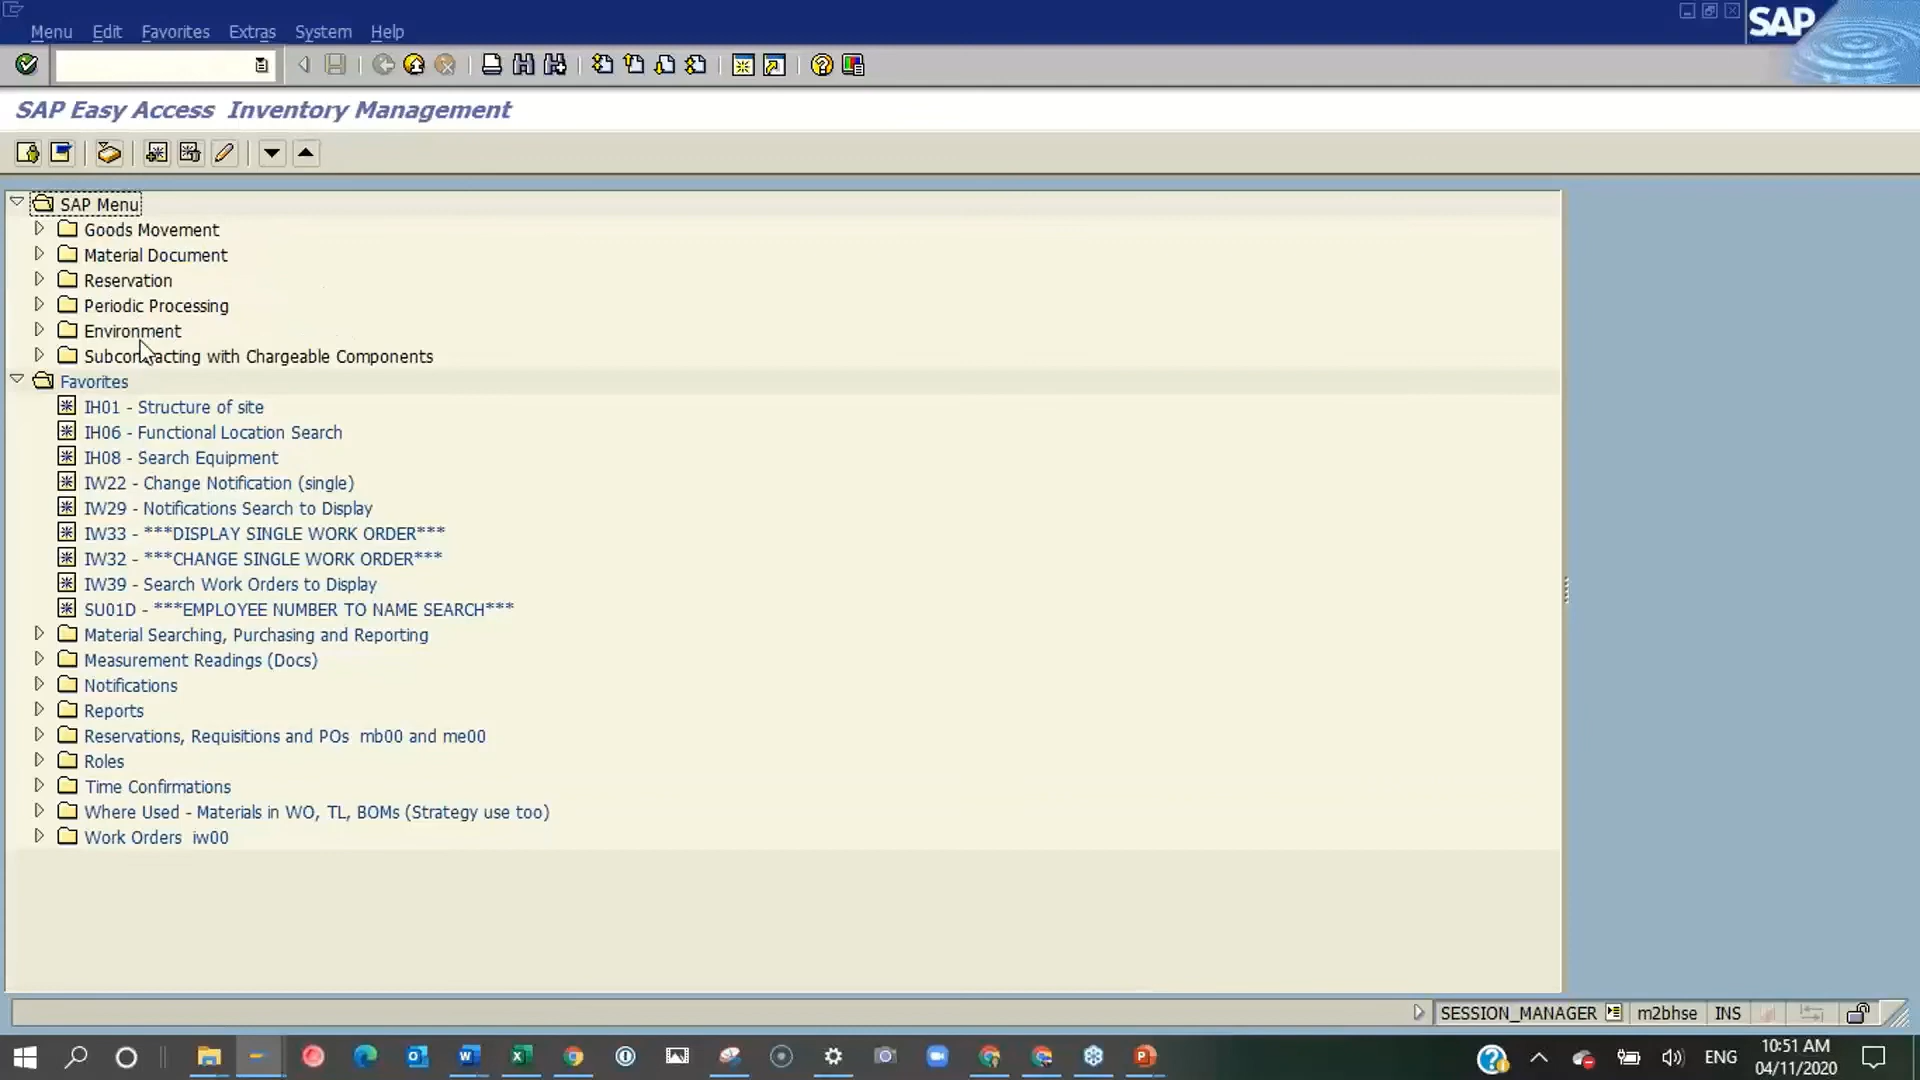 Menu Edit Favorites Extras System Help
SAP
SAP Easy Access Inventory Management
SAP Menu
Goods Movement
Material Document
Reservation
Periodic Processing
Environment
Subcontracting with Chargeable Components
Favorites
IH01 - Structure of site
IH06 - Functional Location Search
IH08 - Search Equipment
IW22 - Change Notification (single)
IW29 - Notifications Search to Display
IW33 - ***DISPLAY SINGLE WORK ORDER***
IW32 - ***CHANGE SINGLE WORK ORDER***
IW39 - Search Work Orders to Display
SU01D - ***EMPLOYEE NUMBER TO NAME SEARCH***
Material Searching, Purchasing and Reporting
Measurement Readings (Docs)
Notifications
Reports
Reservations, Requisitions and POs mb00 and me00
Roles
Time Confirmations
Where Used - Materials in WO, TL, BOMs (Strategy use too)
Work Orders iw00
SESSION_MANAGER m2bhse INS
ENG 10:51 AM
04/11/2020